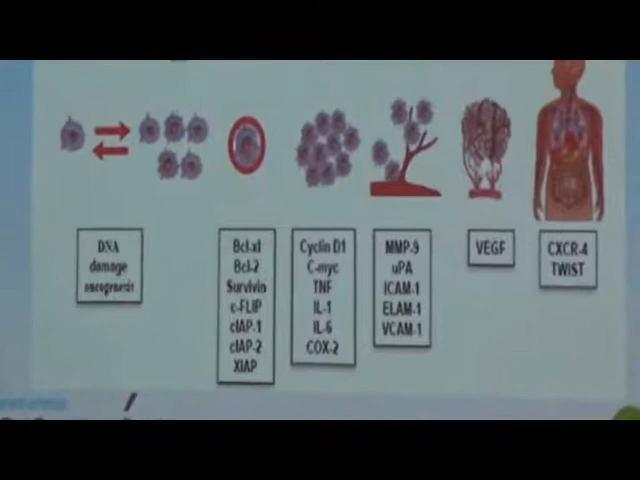 DNA
damage
oncogenesis
Bcl-xl
Bcl-2
Survivin
c-FLIP
cIAP-1
cIAP-2
XIAP
Cyclin D1
C-myc
TNF
IL-1
IL-6
COX-2
MMP-9
uPA
ICAM-1
ELAM-1
VCAM-1
VEGF
CXCR-4
TWIST